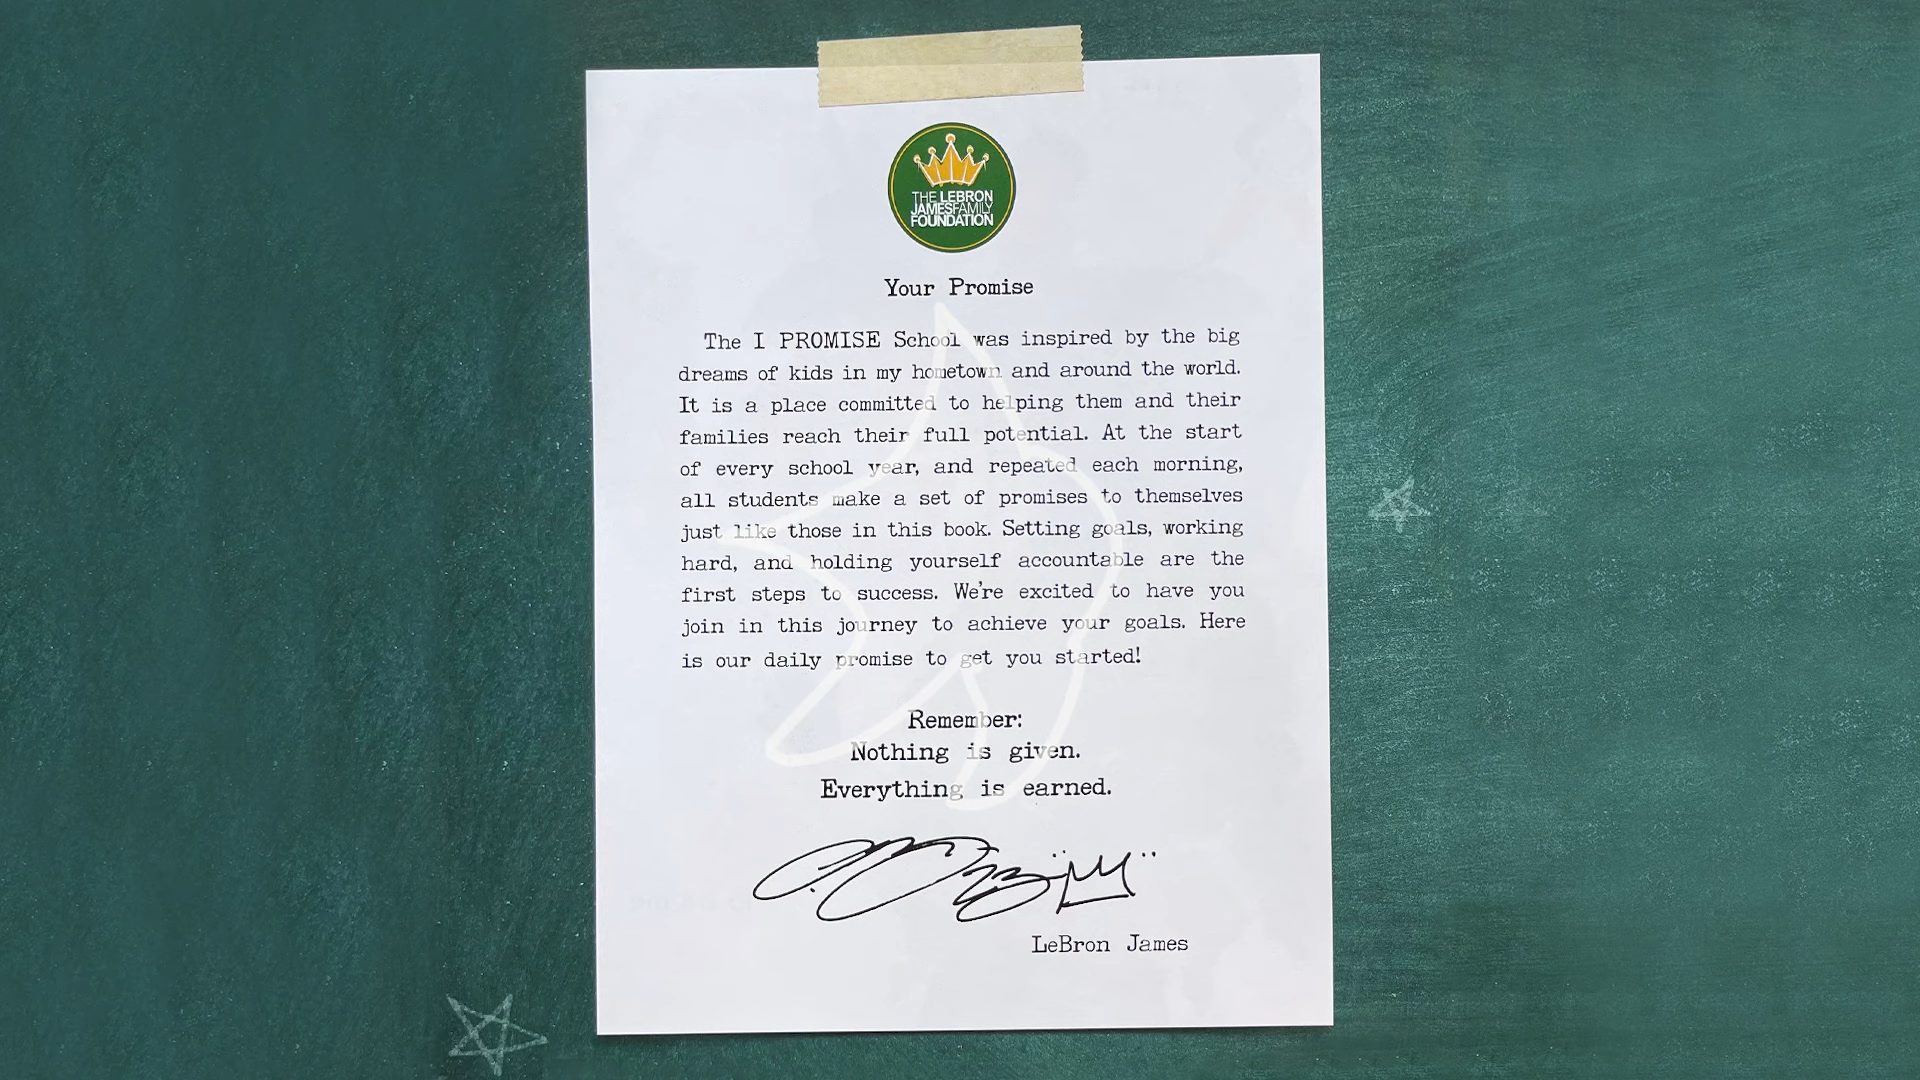 THE LEBRON
JAMES FAMILY
FOUNDATION
Your Promise
The I PROMISE School was inspired by the big
dreams of kids in my hometown and around the world.
It is a place committed to helping them and their
families reach their full potential. At the start
of every school year, and repeated each morning,
all students make a set of promises to themselves
just like those in this book. Setting goals, working
hard, and holding yourself accountable are the
first steps to success. We're excited to have you
join in this journey to achieve your goals. Here
is our daily promise to get you started!
Remember:
Nothing is given.
Everything is earned.
LeBron James